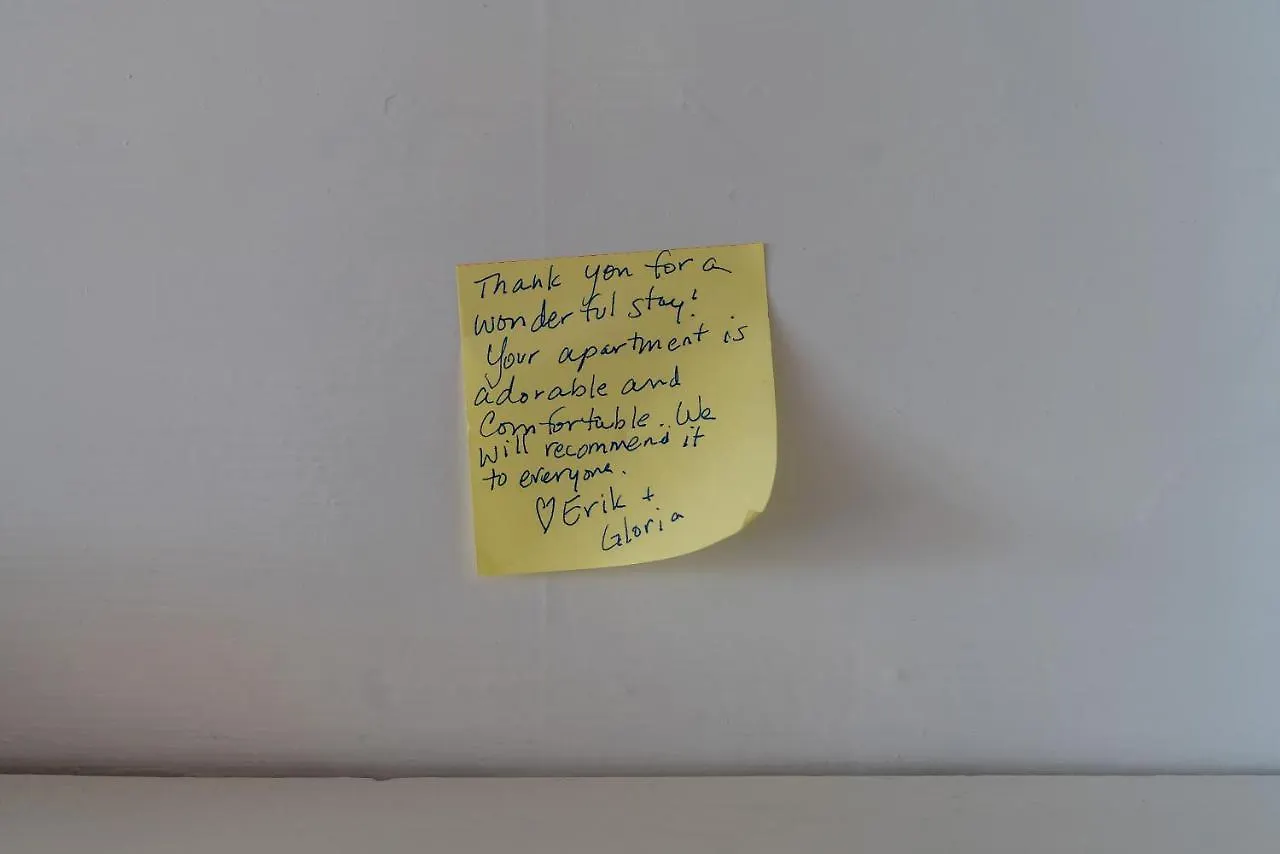 Thank you for a
wonderful stay!
Your apartment is
adorable and
Comfortable. We
will recommend it
to everyone.
♡ Erik +
Gloria